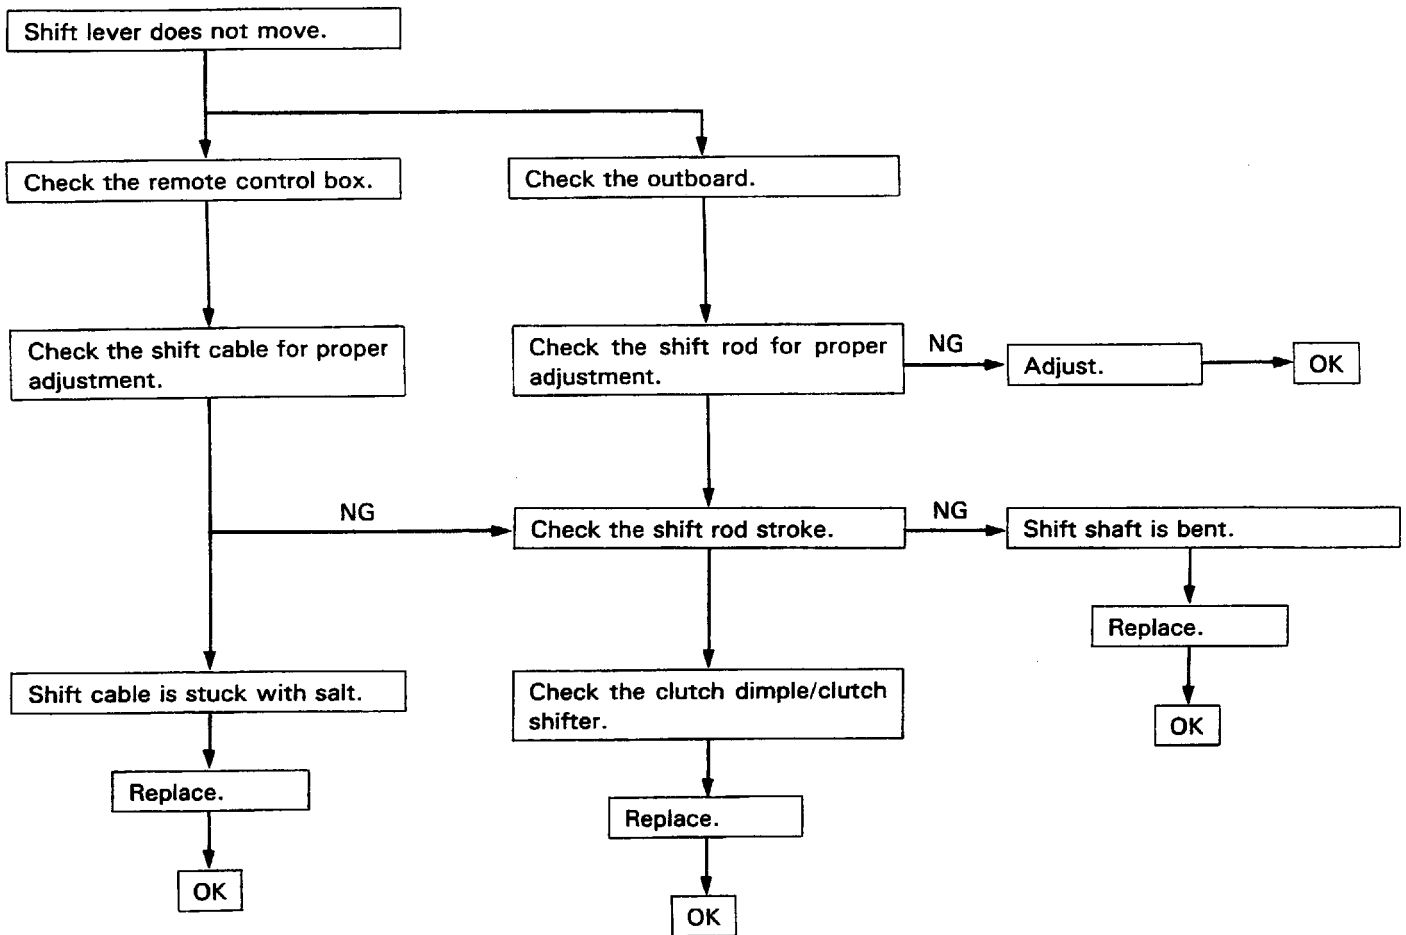 Shift lever does not move.
Check the remote control box.
Check the outboard.
Check the shift cable for proper
adjustment.
Check the shift rod for proper
adjustment.
NG
Adjust.
OK
NG
Check the shift rod stroke.
NG
Shift shaft is bent.
Replace.
OK
Shift cable is stuck with salt.
Check the clutch dimple/clutch
shifter.
Replace.
Replace.
OK
OK